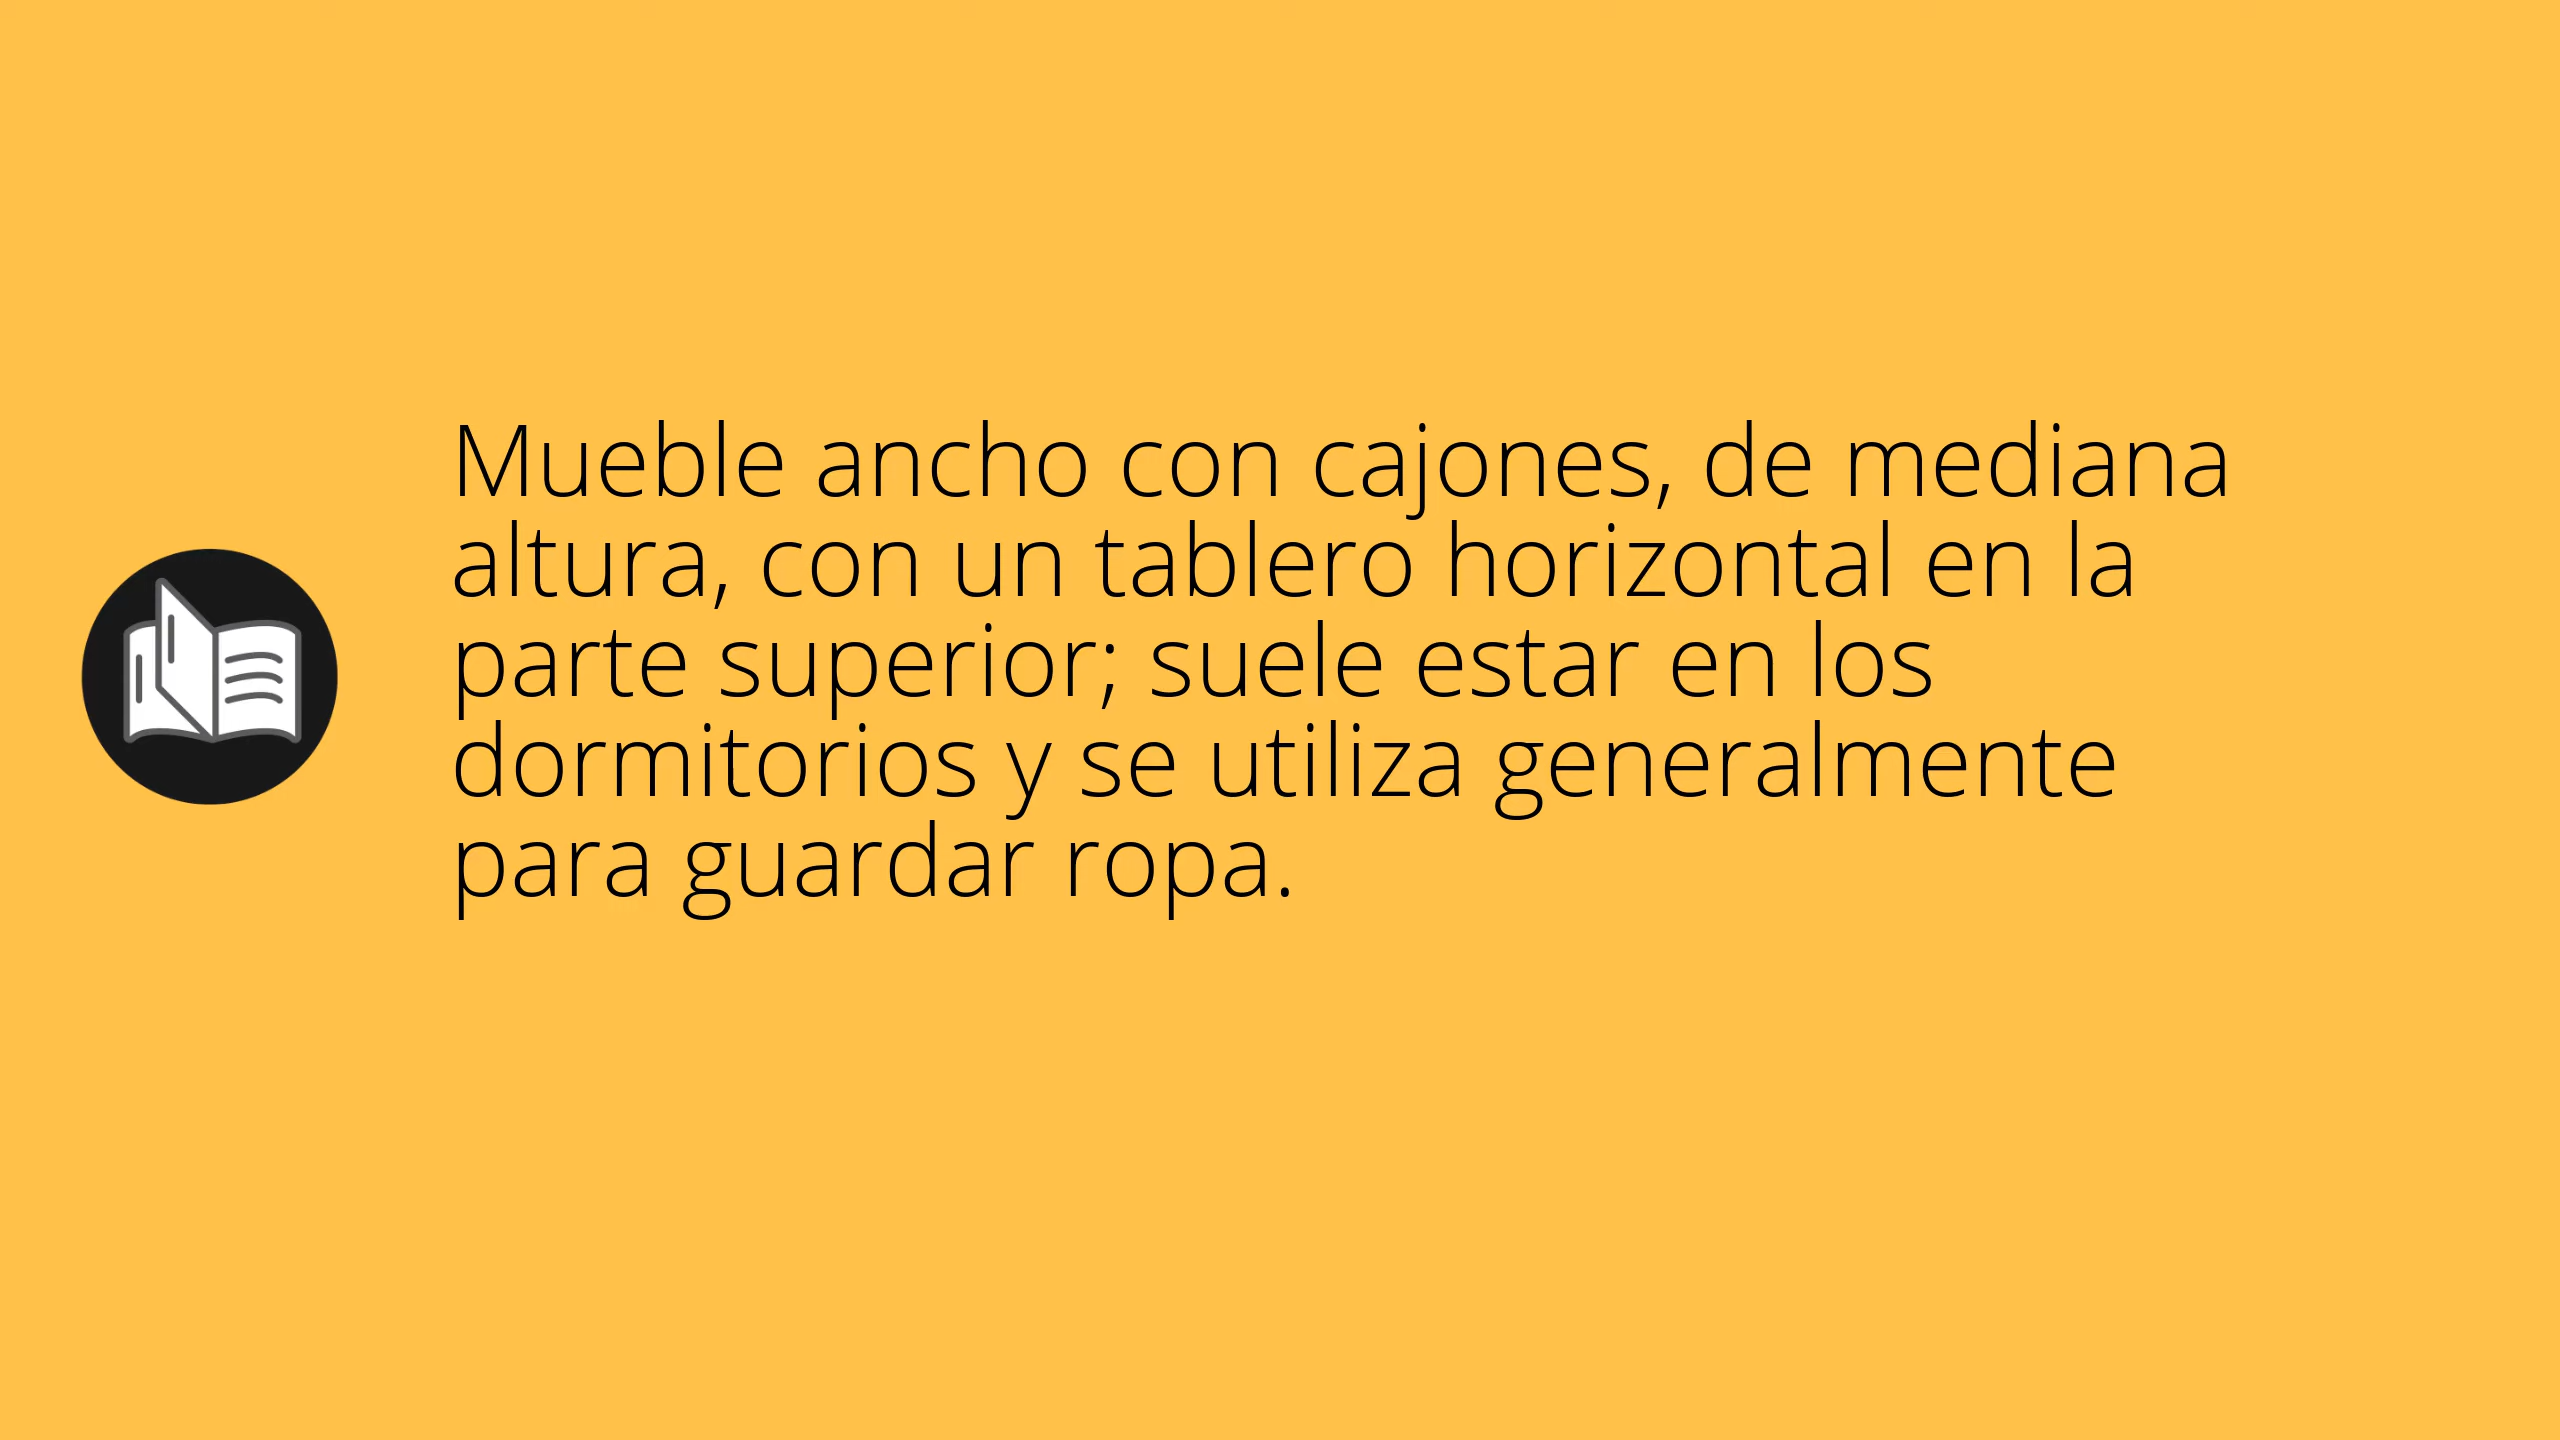 Mueble ancho con cajones, de mediana
altura, con un tablero horizontal en la
parte superior; suele estar en los
dormitorios y se utiliza generalmente
para guardar ropa.